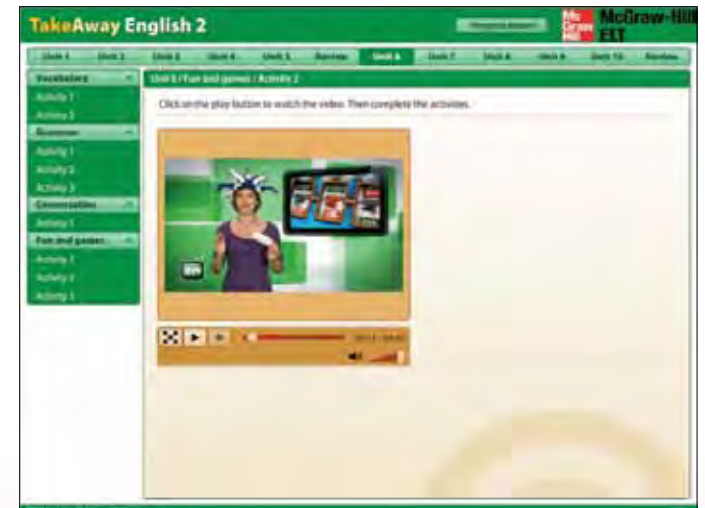 TakeAway English 2
McGraw-Hill
ELT
Mc
Graw
Hill
Unit 1 Unit 2 Unit 3 Unit 4 Unit 5 Review Unit 6 Unit 7 Unit 8 Unit 9 Unit 10 Review
Vocabulary
Activity 1
Activity 2
Grammar
Activity 1
Activity 2
Activity 3
Conversation
Activity 1
Fun and games
Activity 1
Activity 2
Activity 3
Unit 6 / Fun and games / Activity 2
Click on the play button to watch the video. Then complete the activities.